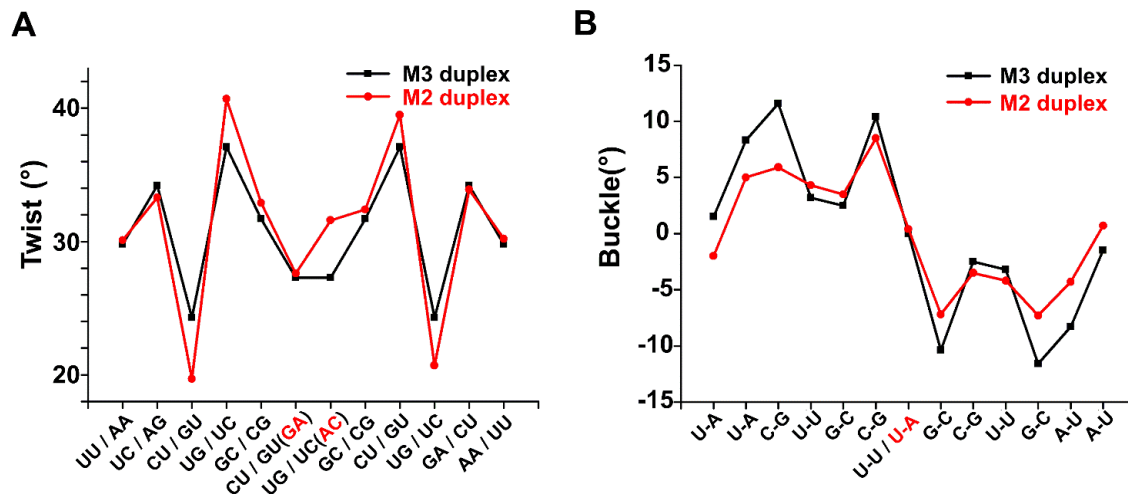 A
M3 duplex
M2 duplex
Twist (°)
40
30
20
UU / AA
UC / AG
CU / GU
UG / UC
GC / CG
CU / GU(GA)
UG / UC(AC)
GC / CG
CU / GU
UG / UC
GA / CU
AA / UU
B
M3 duplex
M2 duplex
Buckle(°)
15
10
5
0
-5
-10
-15
U-A
U-A
C-G
U-U
G-C
C-G
U-U / U-A
G-C
C-G
U-U
G-C
A-U
A-U